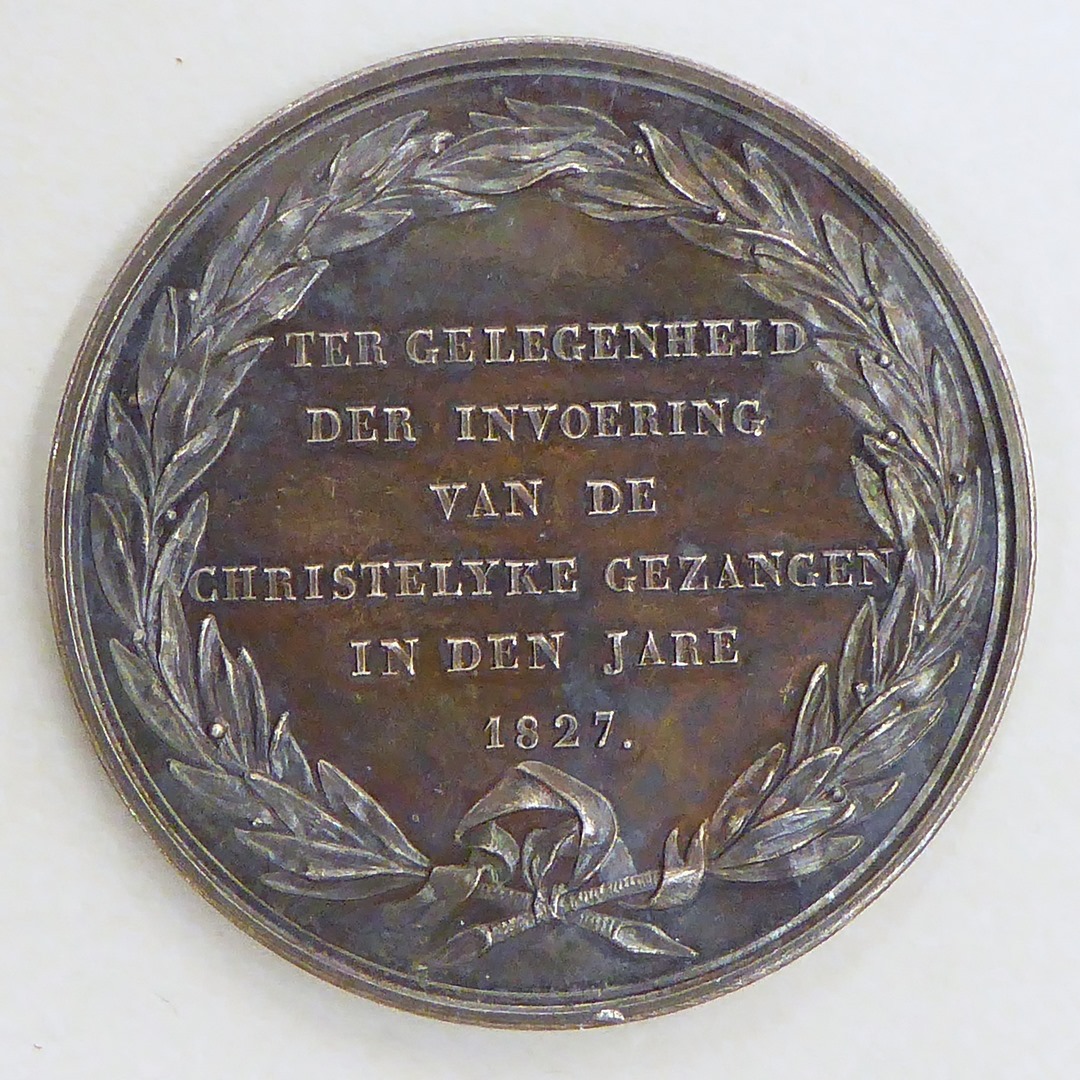 TER GELEGENHEID
DER INVOERING
VAN DE
CHRISTELYKE GEZANGEN
IN DEN JARE
1827.